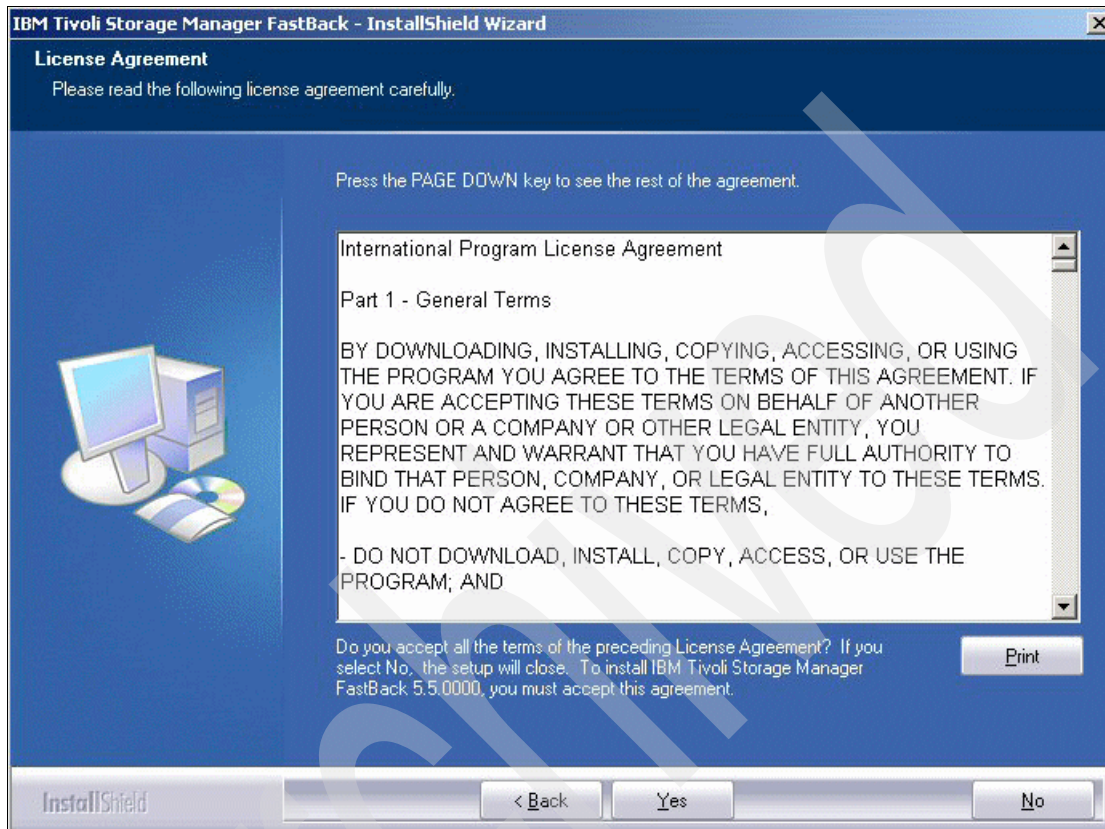 IBM Tivoli Storage Manager FastBack - InstallShield Wizard
License Agreement
Please read the following license agreement carefully.
Press the PAGE DOWN key to see the rest of the agreement.
International Program License Agreement
Part 1 - General Terms
BY DOWNLOADING, INSTALLING, COPYING, ACCESSING, OR USING
THE PROGRAM YOU AGREE TO THE TERMS OF THIS AGREEMENT. IF
YOU ARE ACCEPTING THESE TERMS ON BEHALF OF ANOTHER
PERSON OR A COMPANY OR OTHER LEGAL ENTITY, YOU
REPRESENT AND WARRANT THAT YOU HAVE FULL AUTHORITY TO
BIND THAT PERSON, COMPANY, OR LEGAL ENTITY TO THESE TERMS.
IF YOU DO NOT AGREE TO THESE TERMS,
- DO NOT DOWNLOAD, INSTALL, COPY, ACCESS, OR USE THE
PROGRAM; AND
Do you accept all the terms of the preceding License Agreement? If you
select No, the setup will close. To install IBM Tivoli Storage Manager
FastBack 5.5.0000, you must accept this agreement.
Print
InstallShield
< Back
Yes
No